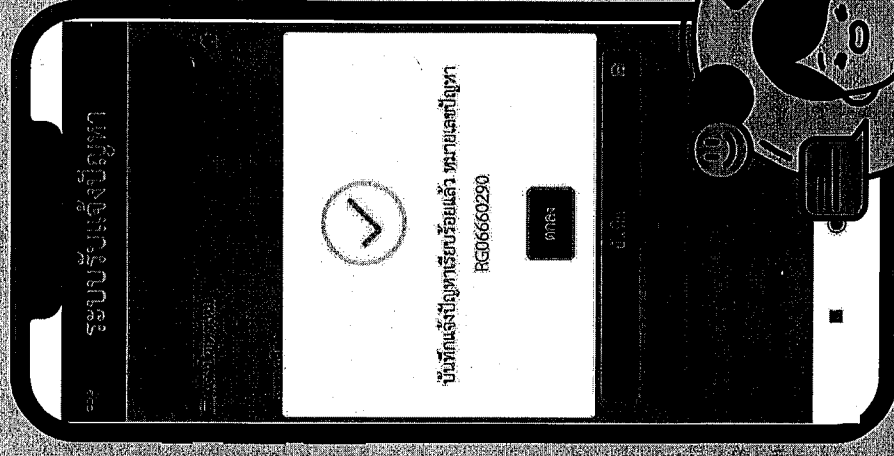 ระบบรับแจ้งปัญหา
บันทึกแจ้งปัญหาเรียบร้อยแล้ว หมายเลขปัญหา
RG06660290
ตกลง